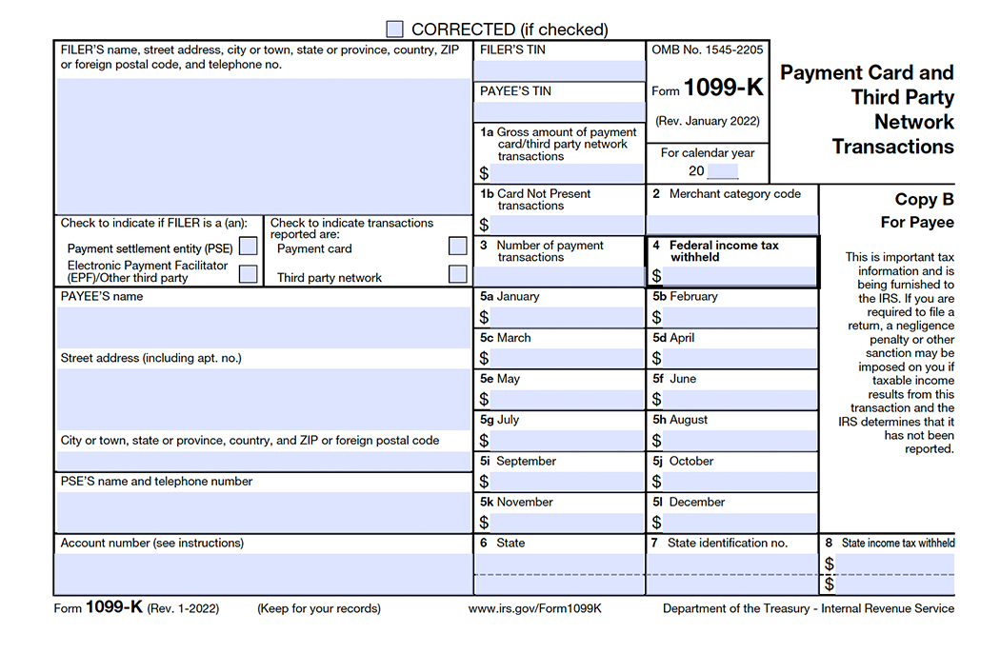 CORRECTED (if checked)
FILER'S name, street address, city or town, state or province, country, ZIP
or foreign postal code, and telephone no.
FILER'S TIN
PAYEE'S TIN
1a Gross amount of payment
card/third party network
transactions
$
OMB No. 1545-2205
Form 1099-K
(Rev. January 2022)
For calendar year
20
Payment Card and
Third Party
Network
Transactions
1b Card Not Present
transactions
$
2 Merchant category code
Copy B
For Payee
Check to indicate if FILER is a (an):
Payment settlement entity (PSE)
Electronic Payment Facilitator
(EPF)/Other third party
Check to indicate transactions
reported are:
Payment card
Third party network
3 Number of payment
transactions
4 Federal income tax
withheld
$
This is important tax
information and is
being furnished to
the IRS. If you are
required to file a
return, a negligence
penalty or other
sanction may be
imposed on you if
taxable income
results from this
transaction and the
IRS determines that it
has not been
reported.
PAYEE'S name
5a January
$
5b February
$
5c March
$
5d April
$
Street address (including apt. no.)
5e May
$
5f June
$
5g July
$
5h August
$
City or town, state or province, country, and ZIP or foreign postal code
5i September
$
5j October
$
PSE'S name and telephone number
5k November
$
5l December
$
Account number (see instructions)
6 State
7 State identification no.
8 State income tax withheld
$
$
Form 1099-K (Rev. 1-2022)
(Keep for your records)
www.irs.gov/Form1099K
Department of the Treasury - Internal Revenue Service